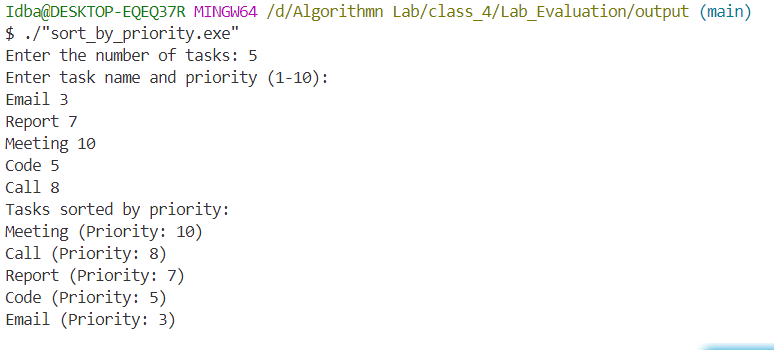 Idba@DESKTOP-EQEQ37R MINGW64 /d/Algorithmn Lab/class_4/Lab_Evaluation/output (main)
$ ./"sort_by_priority.exe"
Enter the number of tasks: 5
Enter task name and priority (1-10):
Email 3
Report 7
Meeting 10
Code 5
Call 8
Tasks sorted by priority:
Meeting (Priority: 10)
Call (Priority: 8)
Report (Priority: 7)
Code (Priority: 5)
Email (Priority: 3)